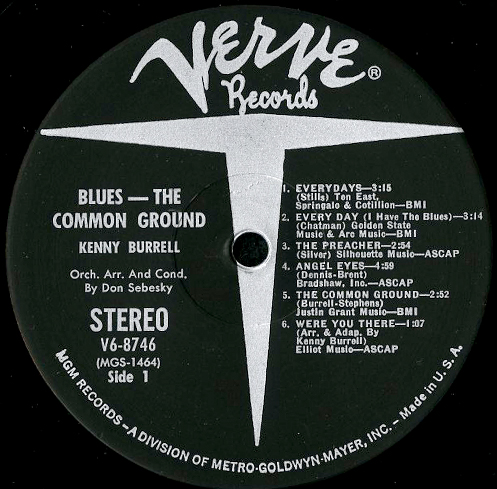 Verve®
Records
BLUES — THE
COMMON GROUND
KENNY BURRELL
Orch. Arr. And Cond.
By Don Sebesky
STEREO
V6-8746
(MGS-1464)
Side 1
1. EVERYDAYS—3:15
(Stills) Ten East,
Springalo & Cotillion—BMI
2. EVERY DAY (I Have The Blues)—3:14
(Chatman) Golden State
Music & Arc Music—BMI
3. THE PREACHER—2:54
(Silver) Silhouette Music—ASCAP
4. ANGEL EYES—4:59
(Dennis-Brent)
Bradshaw, Inc.—ASCAP
5. THE COMMON GROUND—2:52
(Burrell-Stephens)
Justin Grant Music—BMI
6. WERE YOU THERE—1:07
(Arr. & Adap. By
Kenny Burrell)
Elliot Music—ASCAP
MGM RECORDS – A DIVISION OF METRO-GOLDWYN-MAYER, INC. – Made in U.S.A.